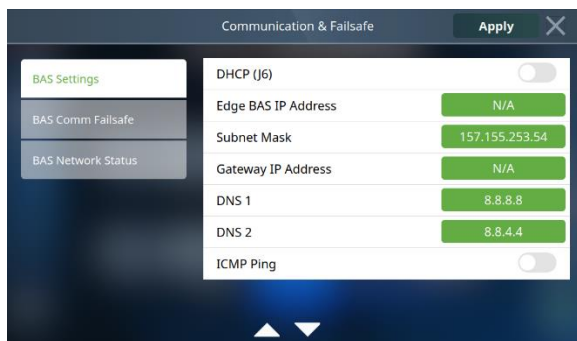 Communication & Failsafe
Apply
BAS Settings
BAS Comm Failsafe
BAS Network Status
DHCP (J6)
Edge BAS IP Address N/A
Subnet Mask 157.155.253.54
Gateway IP Address N/A
DNS 1 8.8.8.8
DNS 2 8.8.4.4
ICMP Ping